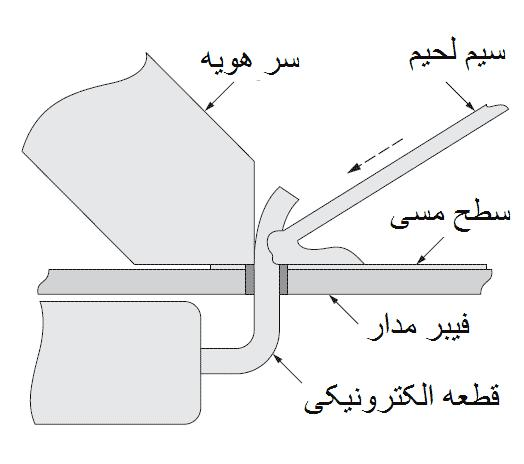 سیم لحیم
سر هویه
سطح مسی
فیبر مدار
قطعه الکترونیکی